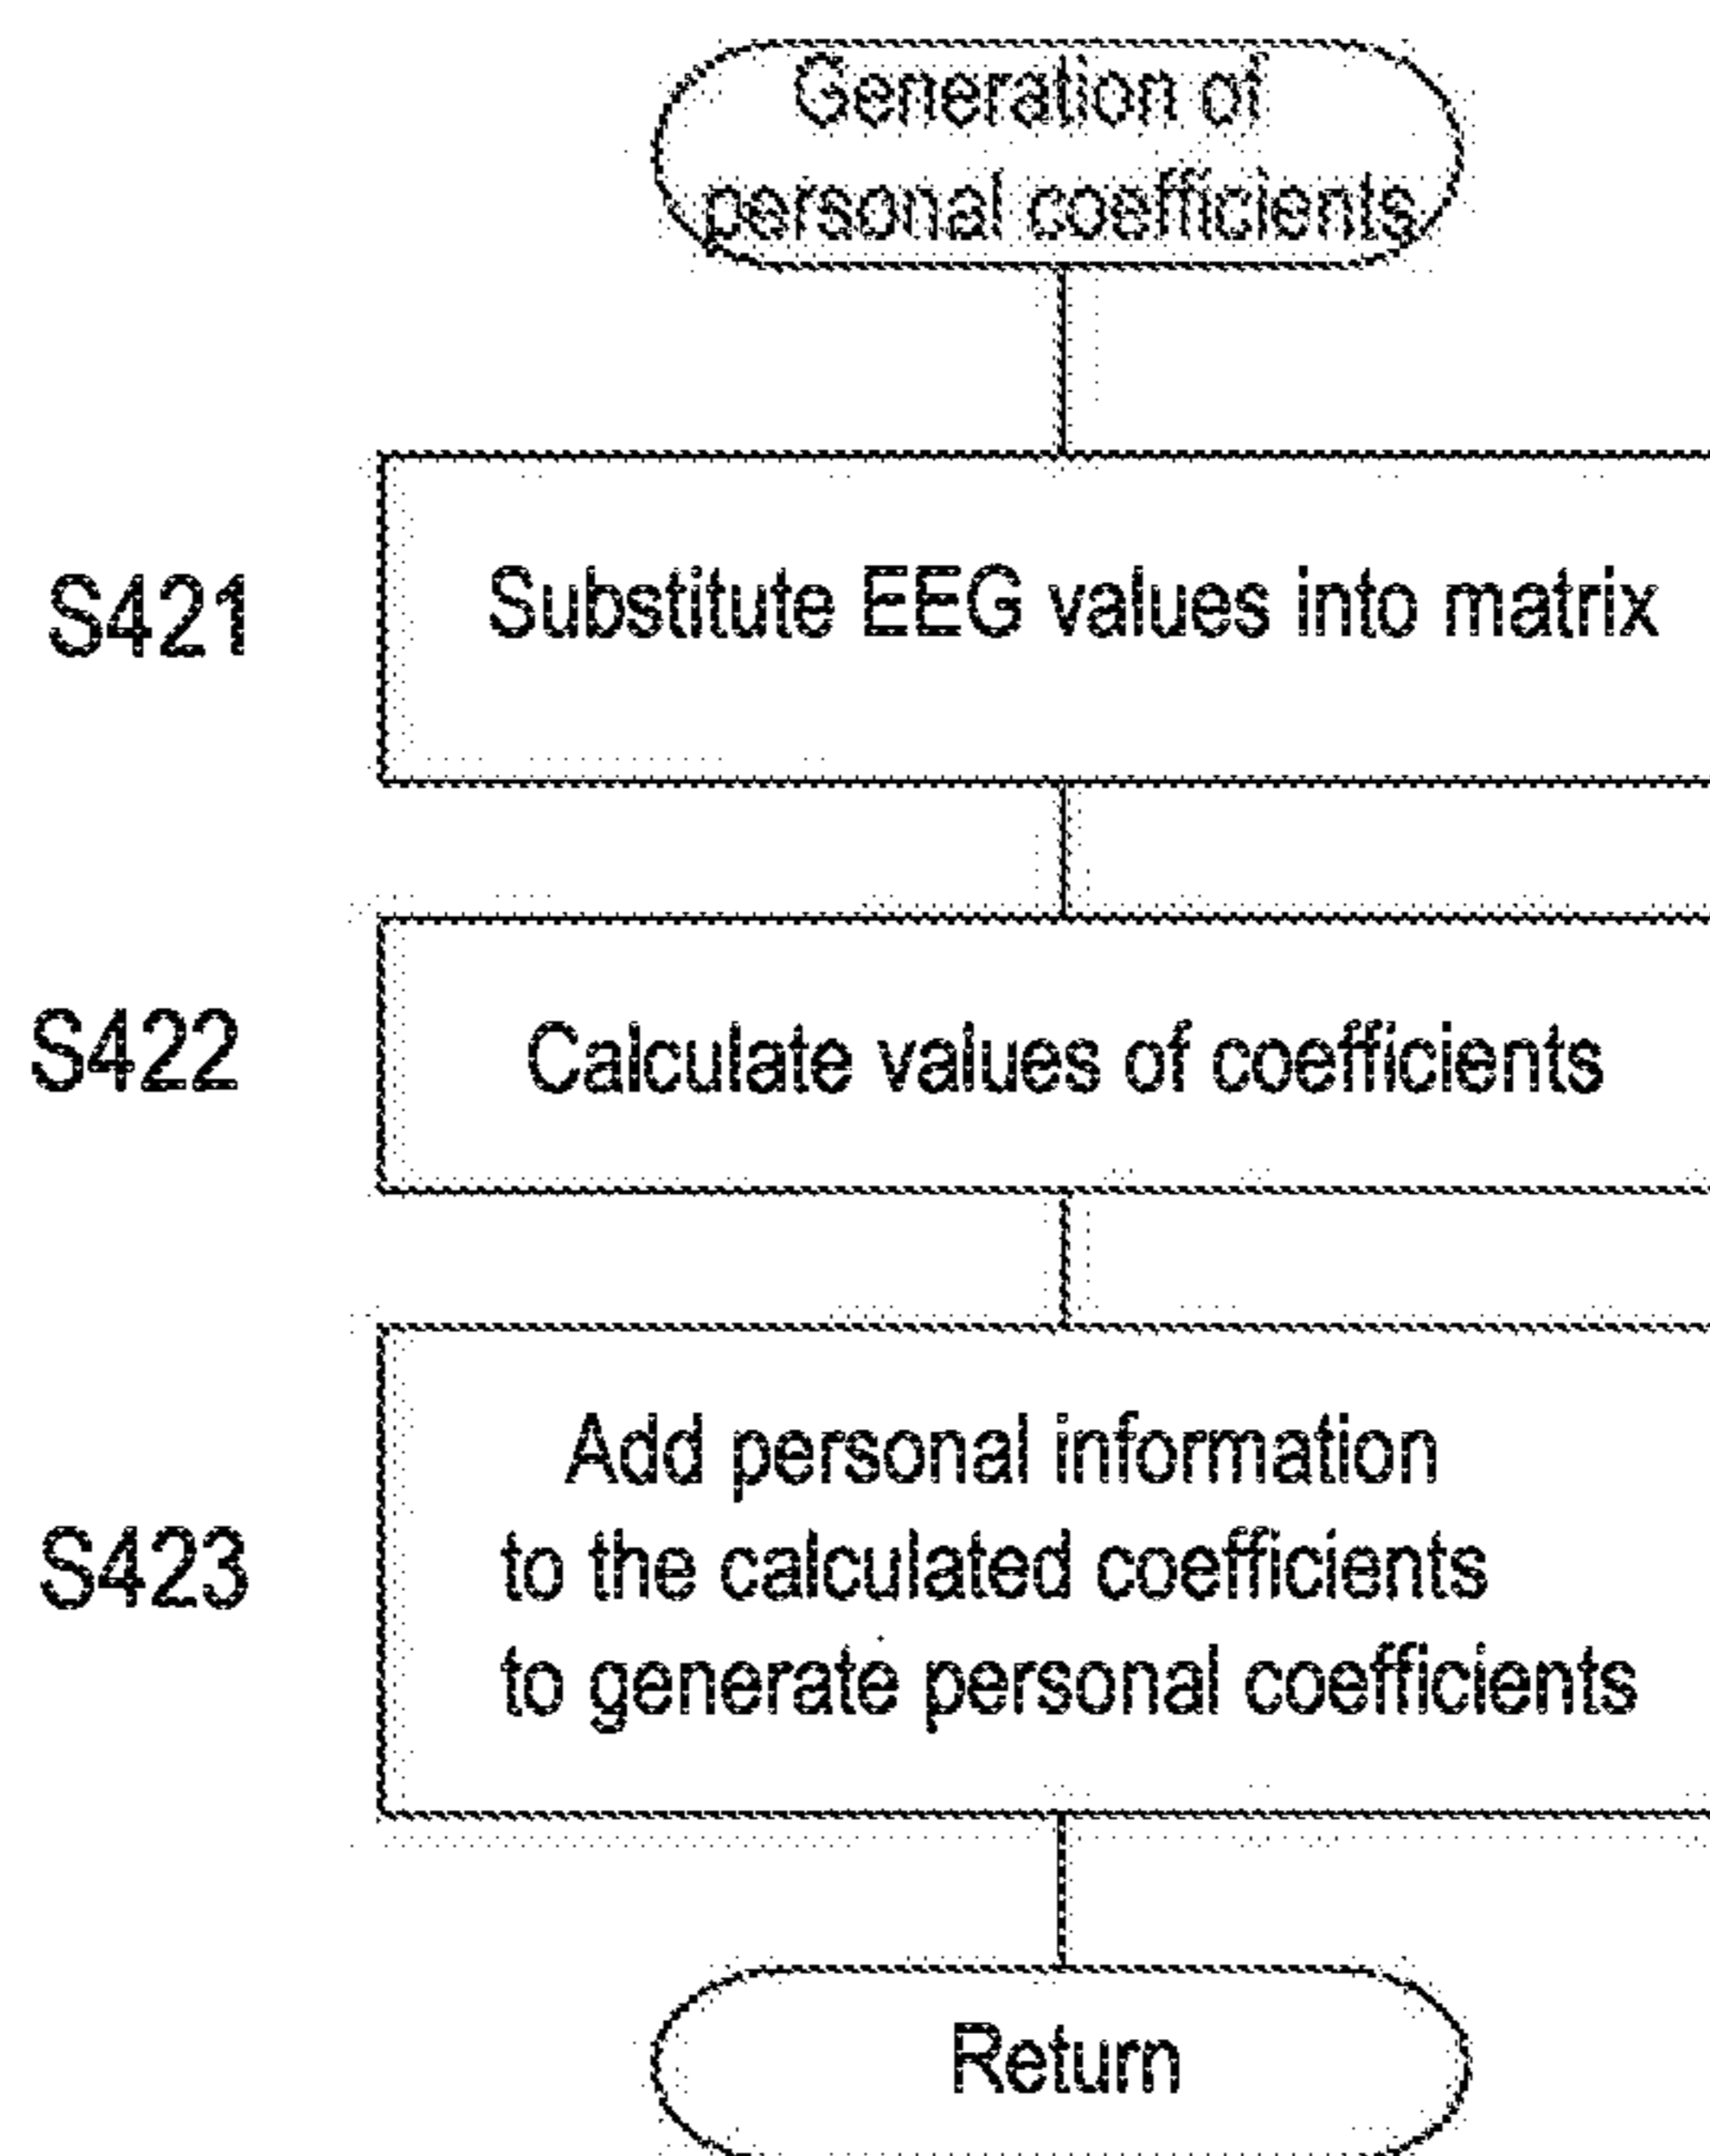 Generation of
personal coefficients
S421
Substitute EEG values into matrix
S422
Calculate values of coefficients
S423
Add personal information
to the calculated coefficients
to generate personal coefficients
Return